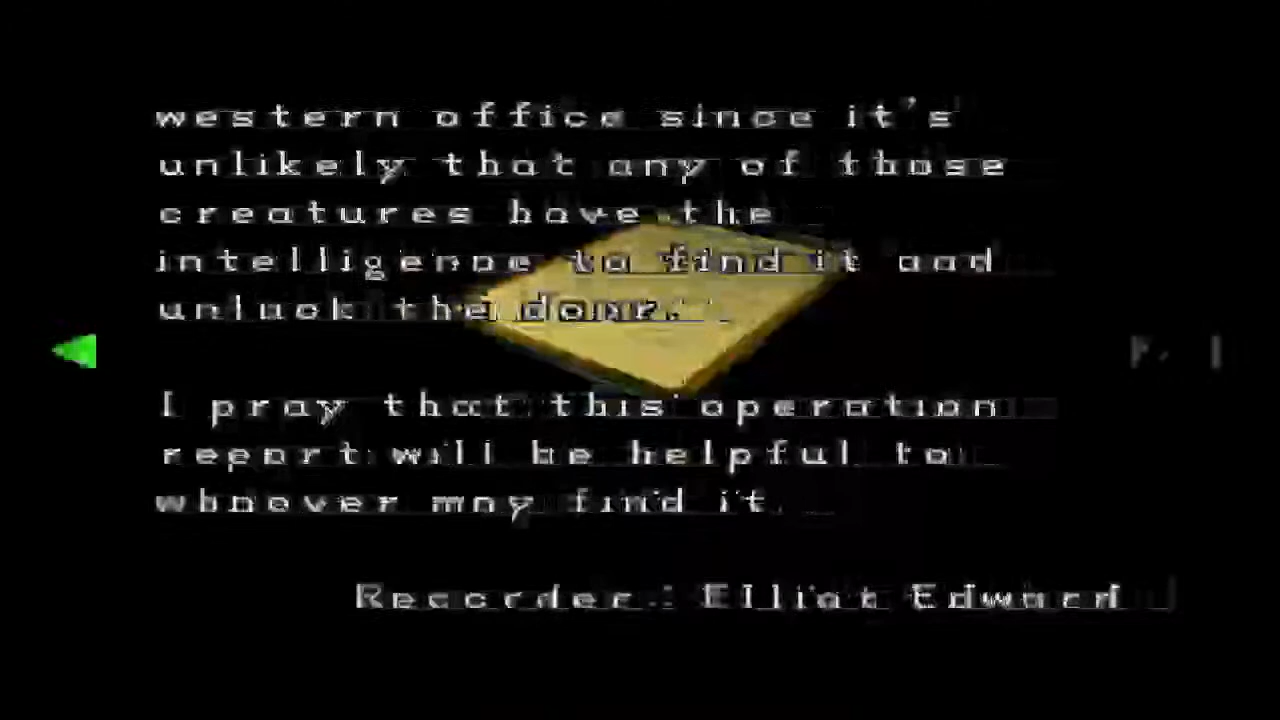 western office since it's
unlikely that any of those
creatures have the
intelligence to find it and
unlock the door.
I pray that this operation
report will be helpful to
whoever may find it.
Recorder: Elliot Edward